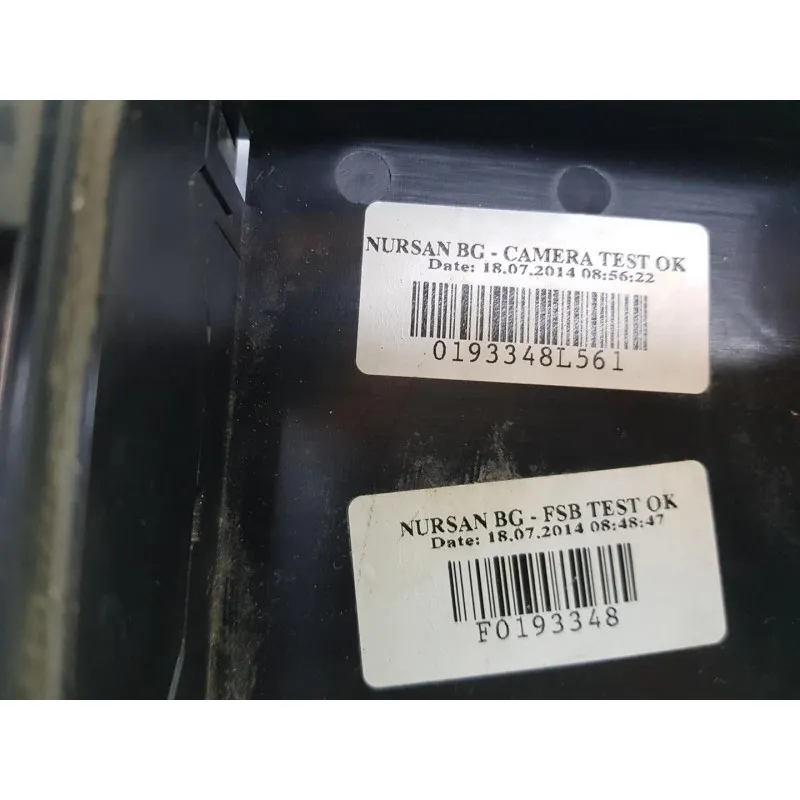 NURSAN BG - CAMERA TEST OK
Date: 18.07.2014 08:56:22
0193348L561
NURSAN BG - FSB TEST OK
Date: 18.07.2014 08:48:47
F0193348